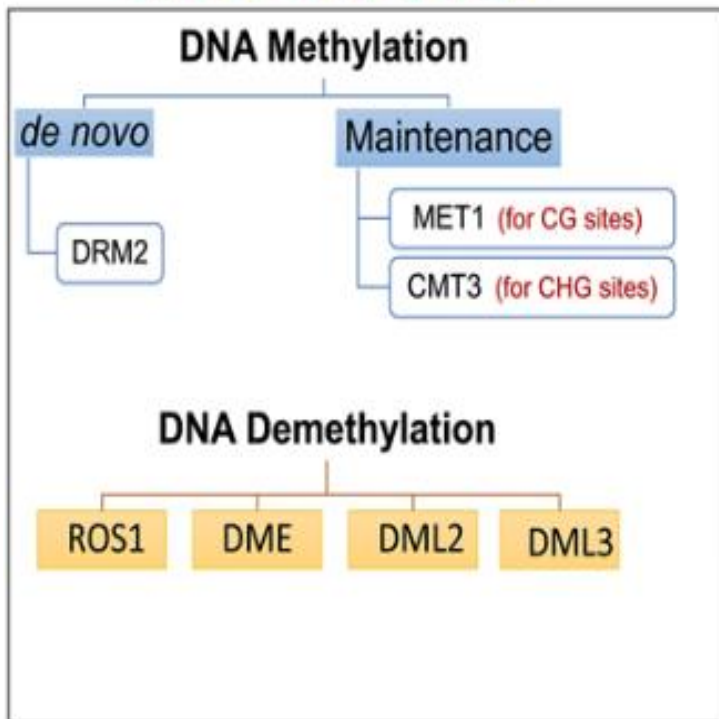 DNA Methylation
de novo
Maintenance
DRM2
MET1 (for CG sites)
CMT3 (for CHG sites)
DNA Demethylation
ROS1
DME
DML2
DML3